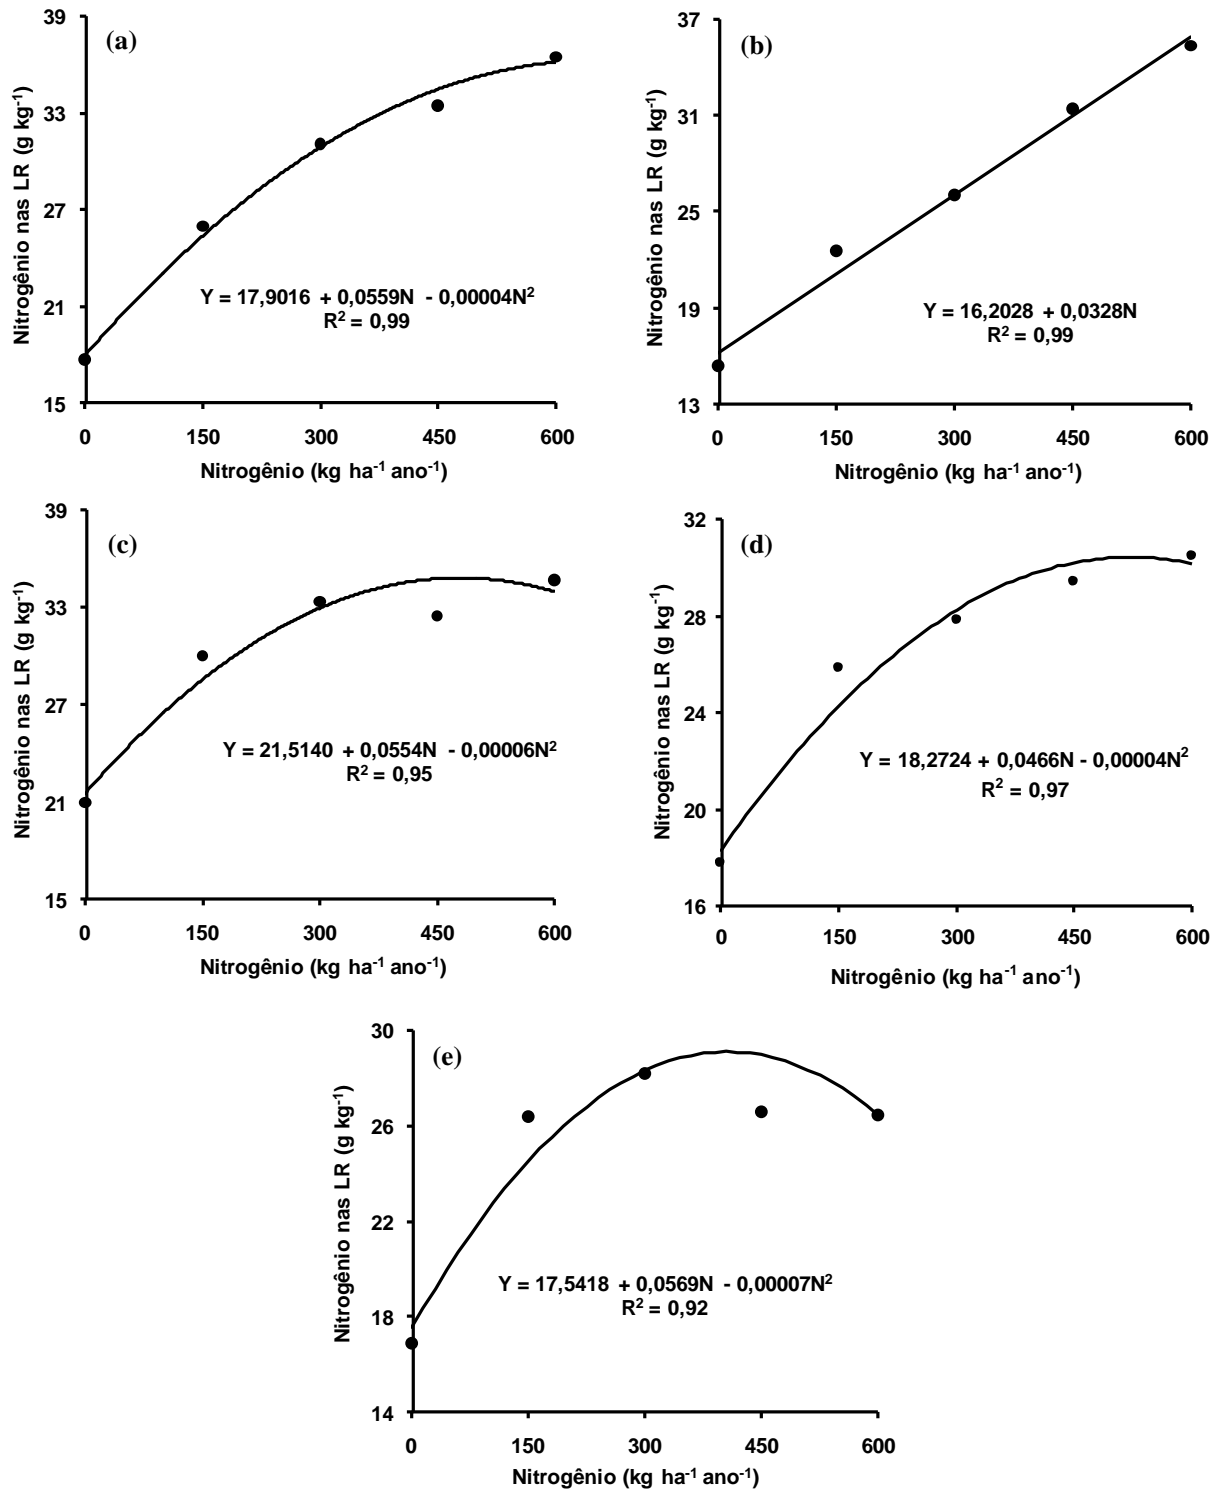 (a)
Nitrogênio nas LR (g kg⁻¹)
39
33
27
21
15
Y = 17,9016 + 0,0559N - 0,00004N²
R² = 0,99
0 150 300 450 600
Nitrogênio (kg ha⁻¹ ano⁻¹)
(b)
Nitrogênio nas LR (g kg⁻¹)
37
31
25
19
13
Y = 16,2028 + 0,0328N
R² = 0,99
0 150 300 450 600
Nitrogênio (kg ha⁻¹ ano⁻¹)
(c)
Nitrogênio nas LR (g kg⁻¹)
39
33
27
21
15
Y = 21,5140 + 0,0554N - 0,00006N²
R² = 0,95
0 150 300 450 600
Nitrogênio (kg ha⁻¹ ano⁻¹)
(d)
Nitrogênio nas LR (g kg⁻¹)
32
28
24
20
16
Y = 18,2724 + 0,0466N - 0,00004N²
R² = 0,97
0 150 300 450 600
Nitrogênio (kg ha⁻¹ ano⁻¹)
(e)
Nitrogênio nas LR (g kg⁻¹)
30
26
22
18
14
Y = 17,5418 + 0,0569N - 0,00007N²
R² = 0,92
0 150 300 450 600
Nitrogênio (kg ha⁻¹ ano⁻¹)